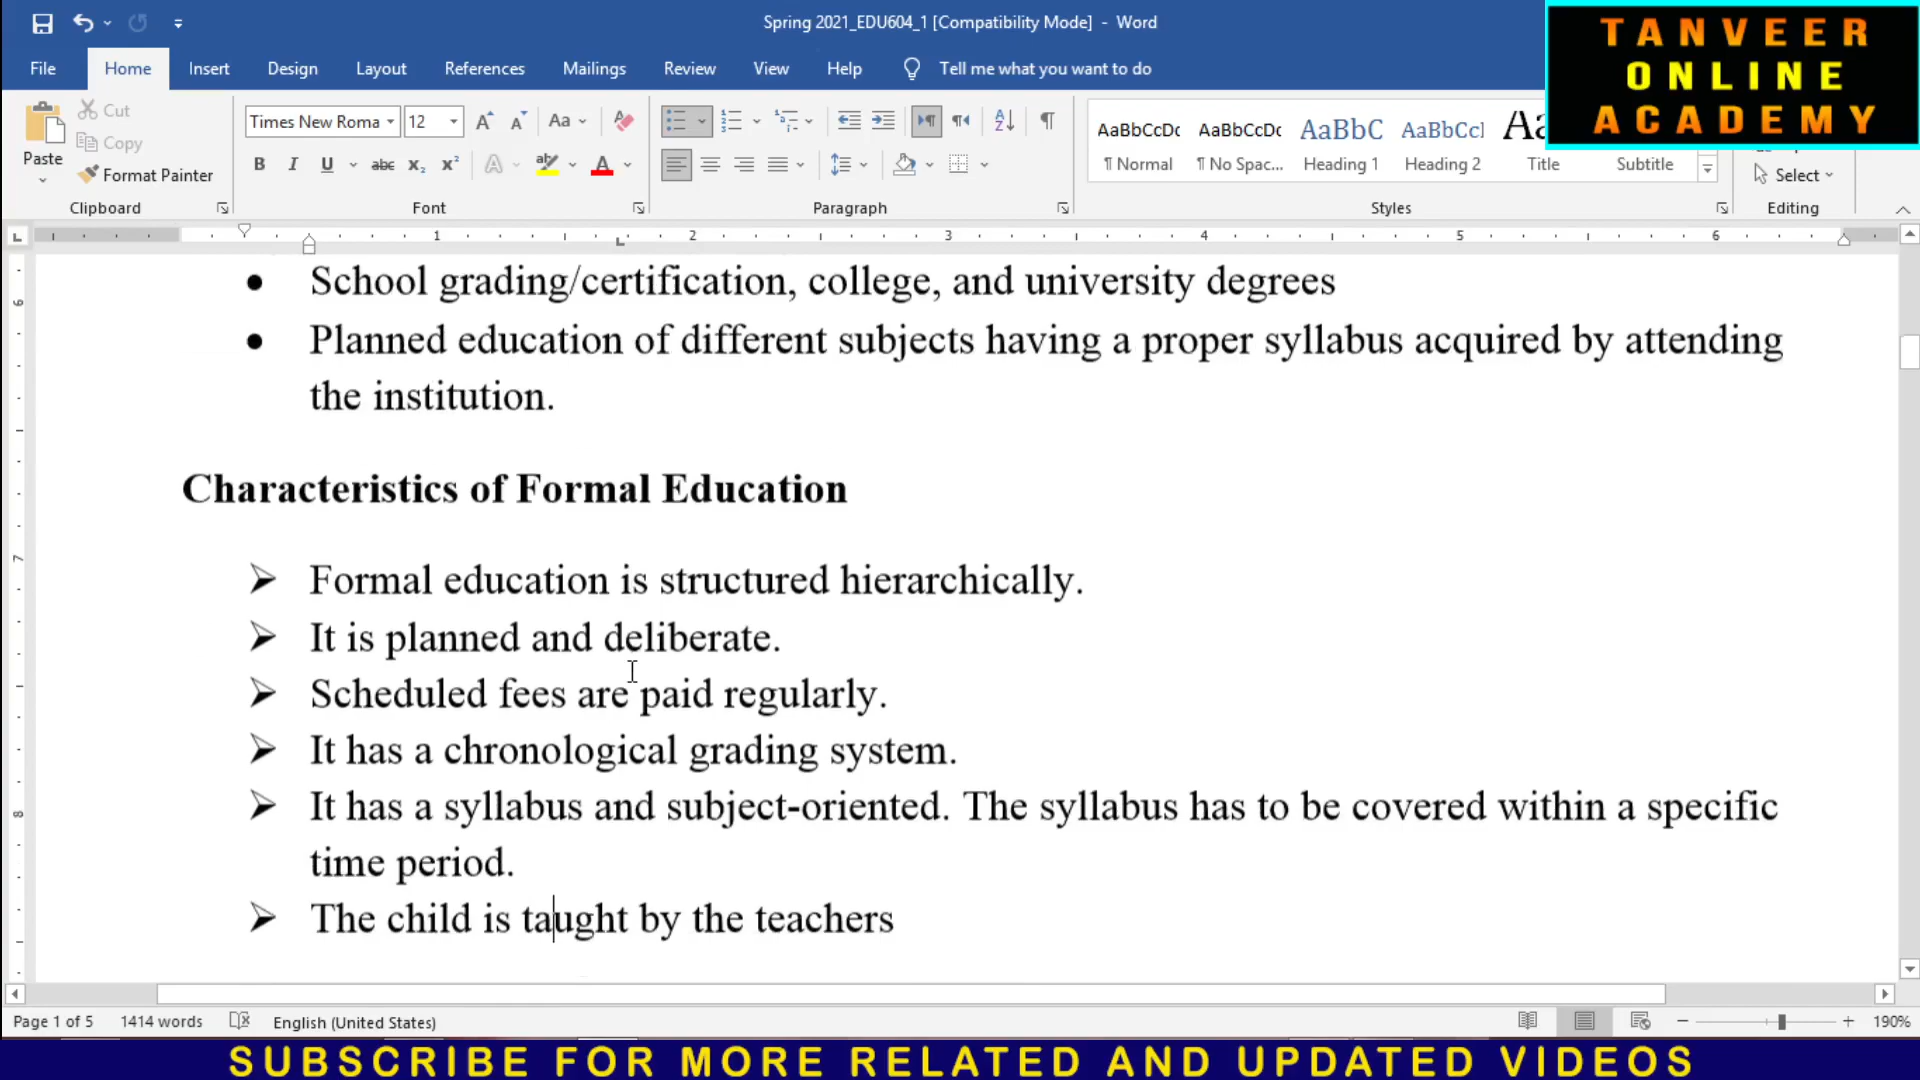 Spring 2021_EDU604_1 [Compatibility Mode] - Word
TANVEER
ONLINE
ACADEMY
File Home Insert Design Layout References Mailings Review View Help Tell me what you want to do
Paste
Cut
Copy
Format Painter
Clipboard
Times New Roma 12
Font
Paragraph
AaBbCcDc AaBbCcDc AaBbC AaBbCcI
¶ Normal ¶ No Spac... Heading 1 Heading 2 Title Subtitle
Styles
Select
Editing
1 2 3 4 5 6
• School grading/certification, college, and university degrees
• Planned education of different subjects having a proper syllabus acquired by attending
the institution.
Characteristics of Formal Education
➢ Formal education is structured hierarchically.
➢ It is planned and deliberate.
➢ Scheduled fees are paid regularly.
➢ It has a chronological grading system.
➢ It has a syllabus and subject-oriented. The syllabus has to be covered within a specific
time period.
➢ The child is taught by the teachers
Page 1 of 5 1414 words English (United States) 190%
SUBSCRIBE FOR MORE RELATED AND UPDATED VIDEOS